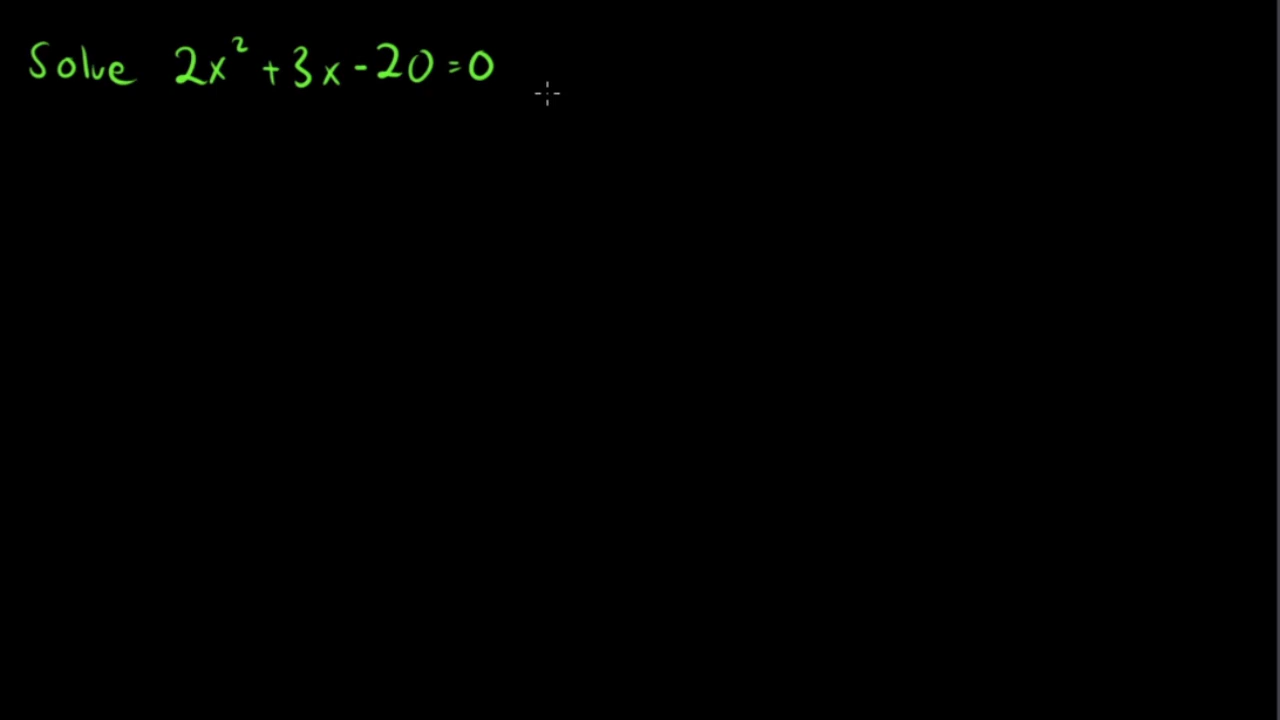 Solve 2x² + 3x - 20 = 0